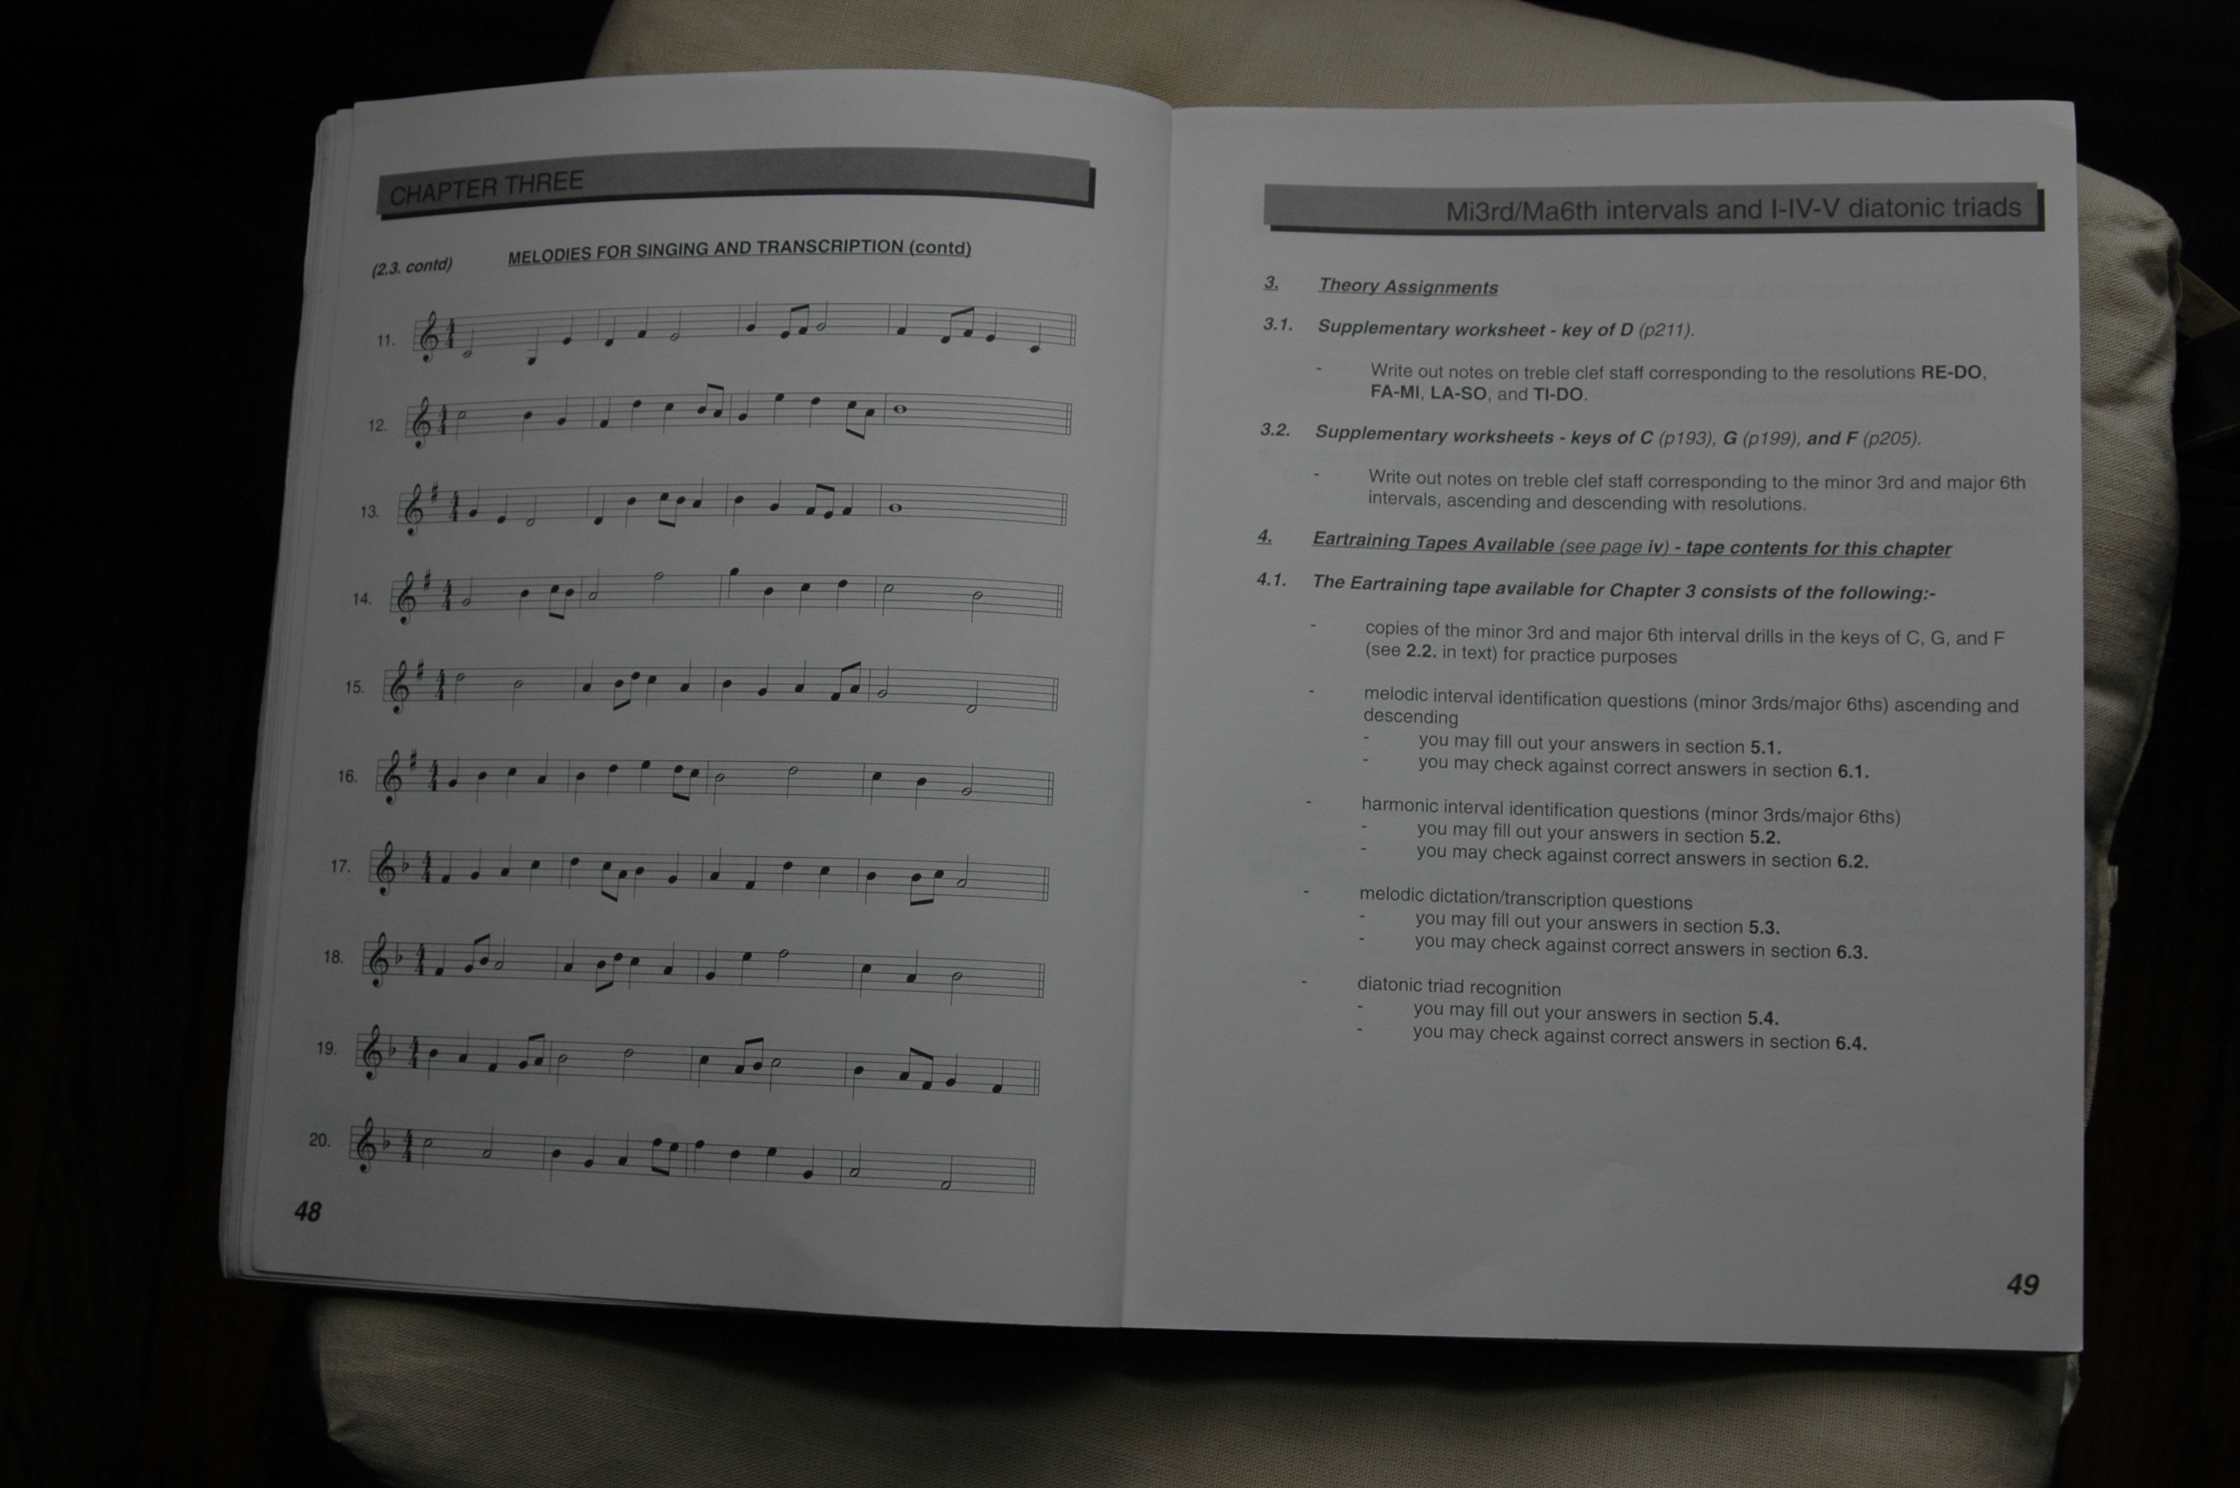 CHAPTER THREE
(2.3. contd) MELODIES FOR SINGING AND TRANSCRIPTION (contd)
11.
12.
13.
14.
15.
16.
17.
18.
19.
20.
48
Mi3rd/Ma6th intervals and I-IV-V diatonic triads
3. Theory Assignments
3.1. Supplementary worksheet - key of D (p211).
- Write out notes on treble clef staff corresponding to the resolutions RE-DO,
FA-MI, LA-SO, and TI-DO.
3.2. Supplementary worksheets - keys of C (p193), G (p199), and F (p205).
- Write out notes on treble clef staff corresponding to the minor 3rd and major 6th
intervals, ascending and descending with resolutions.
4. Eartraining Tapes Available (see page iv) - tape contents for this chapter
4.1. The Eartraining tape available for Chapter 3 consists of the following:-
- copies of the minor 3rd and major 6th interval drills in the keys of C, G, and F
(see 2.2. in text) for practice purposes
- melodic interval identification questions (minor 3rds/major 6ths) ascending and
descending
- you may fill out your answers in section 5.1.
- you may check against correct answers in section 6.1.
- harmonic interval identification questions (minor 3rds/major 6ths)
- you may fill out your answers in section 5.2.
- you may check against correct answers in section 6.2.
- melodic dictation/transcription questions
- you may fill out your answers in section 5.3.
- you may check against correct answers in section 6.3.
- diatonic triad recognition
- you may fill out your answers in section 5.4.
- you may check against correct answers in section 6.4.
49